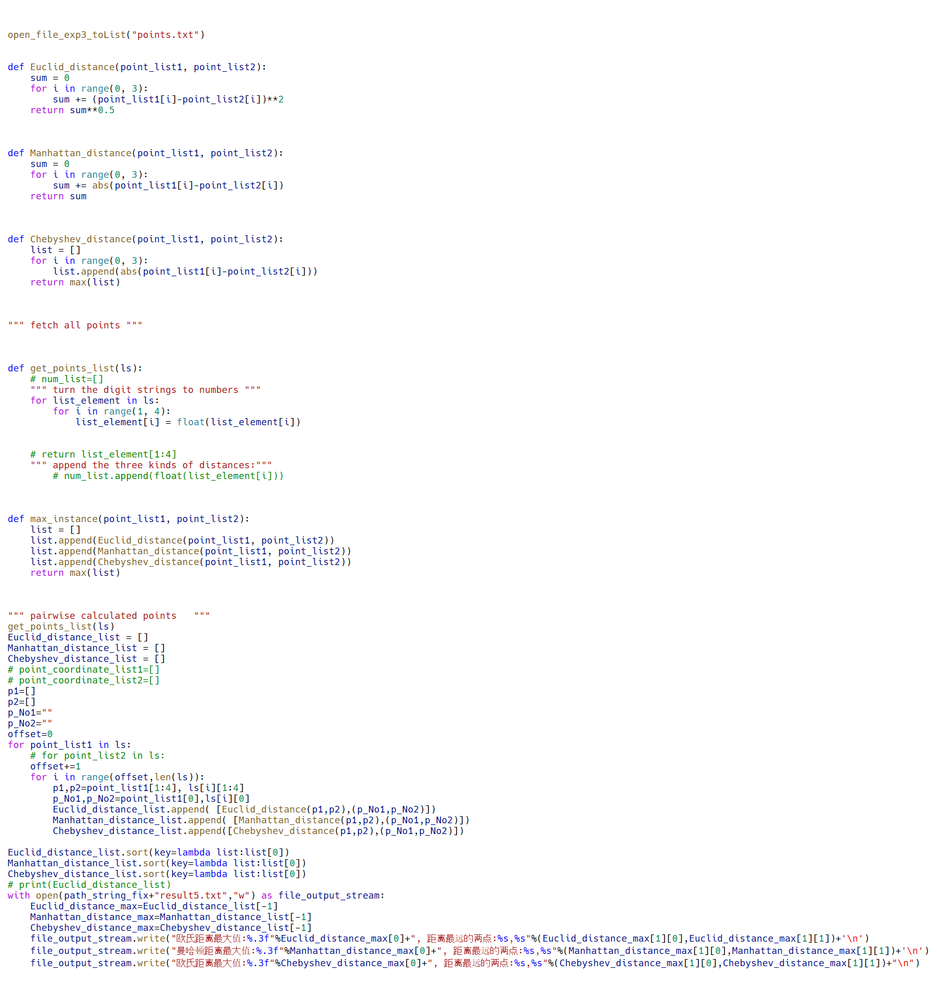 open_file_exp3_toList("points.txt")
def Euclid_distance(point_list1, point_list2):
    sum = 0
    for i in range(0, 3):
        sum += (point_list1[i]-point_list2[i])**2
    return sum**0.5
def Manhattan_distance(point_list1, point_list2):
    sum = 0
    for i in range(0, 3):
        sum += abs(point_list1[i]-point_list2[i])
    return sum
def Chebyshev_distance(point_list1, point_list2):
    list = []
    for i in range(0, 3):
        list.append(abs(point_list1[i]-point_list2[i]))
    return max(list)
""" fetch all points """
def get_points_list(ls):
    # num_list=[]
    """ turn the digit strings to numbers """
    for list_element in ls:
        for i in range(1, 4):
            list_element[i] = float(list_element[i])
    # return list_element[1:4]
    """ append the three kinds of distances:"""
        # num_list.append(float(list_element[i]))
def max_instance(point_list1, point_list2):
    list = []
    list.append(Euclid_distance(point_list1, point_list2))
    list.append(Manhattan_distance(point_list1, point_list2))
    list.append(Chebyshev_distance(point_list1, point_list2))
    return max(list)
""" pairwise calculated points   """
get_points_list(ls)
Euclid_distance_list = []
Manhattan_distance_list = []
Chebyshev_distance_list = []
# point_coordinate_list1=[]
# point_coordinate_list2=[]
p1=[]
p2=[]
p_No1=""
p_No2=""
offset=0
for point_list1 in ls:
    # for point_list2 in ls:
    offset+=1
    for i in range(offset,len(ls)):
        p1,p2=point_list1[1:4], ls[i][1:4]
        p_No1,p_No2=point_list1[0],ls[i][0]
        Euclid_distance_list.append( [Euclid_distance(p1,p2),(p_No1,p_No2)])
        Manhattan_distance_list.append( [Manhattan_distance(p1,p2),(p_No1,p_No2)])
        Chebyshev_distance_list.append([Chebyshev_distance(p1,p2),(p_No1,p_No2)])
Euclid_distance_list.sort(key=lambda list:list[0])
Manhattan_distance_list.sort(key=lambda list:list[0])
Chebyshev_distance_list.sort(key=lambda list:list[0])
# print(Euclid_distance_list)
with open(path_string_fix+"result5.txt","w") as file_output_stream:
    Euclid_distance_max=Euclid_distance_list[-1]
    Manhattan_distance_max=Manhattan_distance_list[-1]
    Chebyshev_distance_max=Chebyshev_distance_list[-1]
    file_output_stream.write("欧氏距离最大值:%.3f"%Euclid_distance_max[0]+", 距离最远的两点:%s,%s"%(Euclid_distance_max[1][0],Euclid_distance_max[1][1])+'\n')
    file_output_stream.write("曼哈顿距离最大值:%.3f"%Manhattan_distance_max[0]+", 距离最远的两点:%s,%s"%(Manhattan_distance_max[1][0],Manhattan_distance_max[1][1])+'\n')
    file_output_stream.write("欧氏距离最大值:%.3f"%Chebyshev_distance_max[0]+", 距离最远的两点:%s,%s"%(Chebyshev_distance_max[1][0],Chebyshev_distance_max[1][1])+"\n")